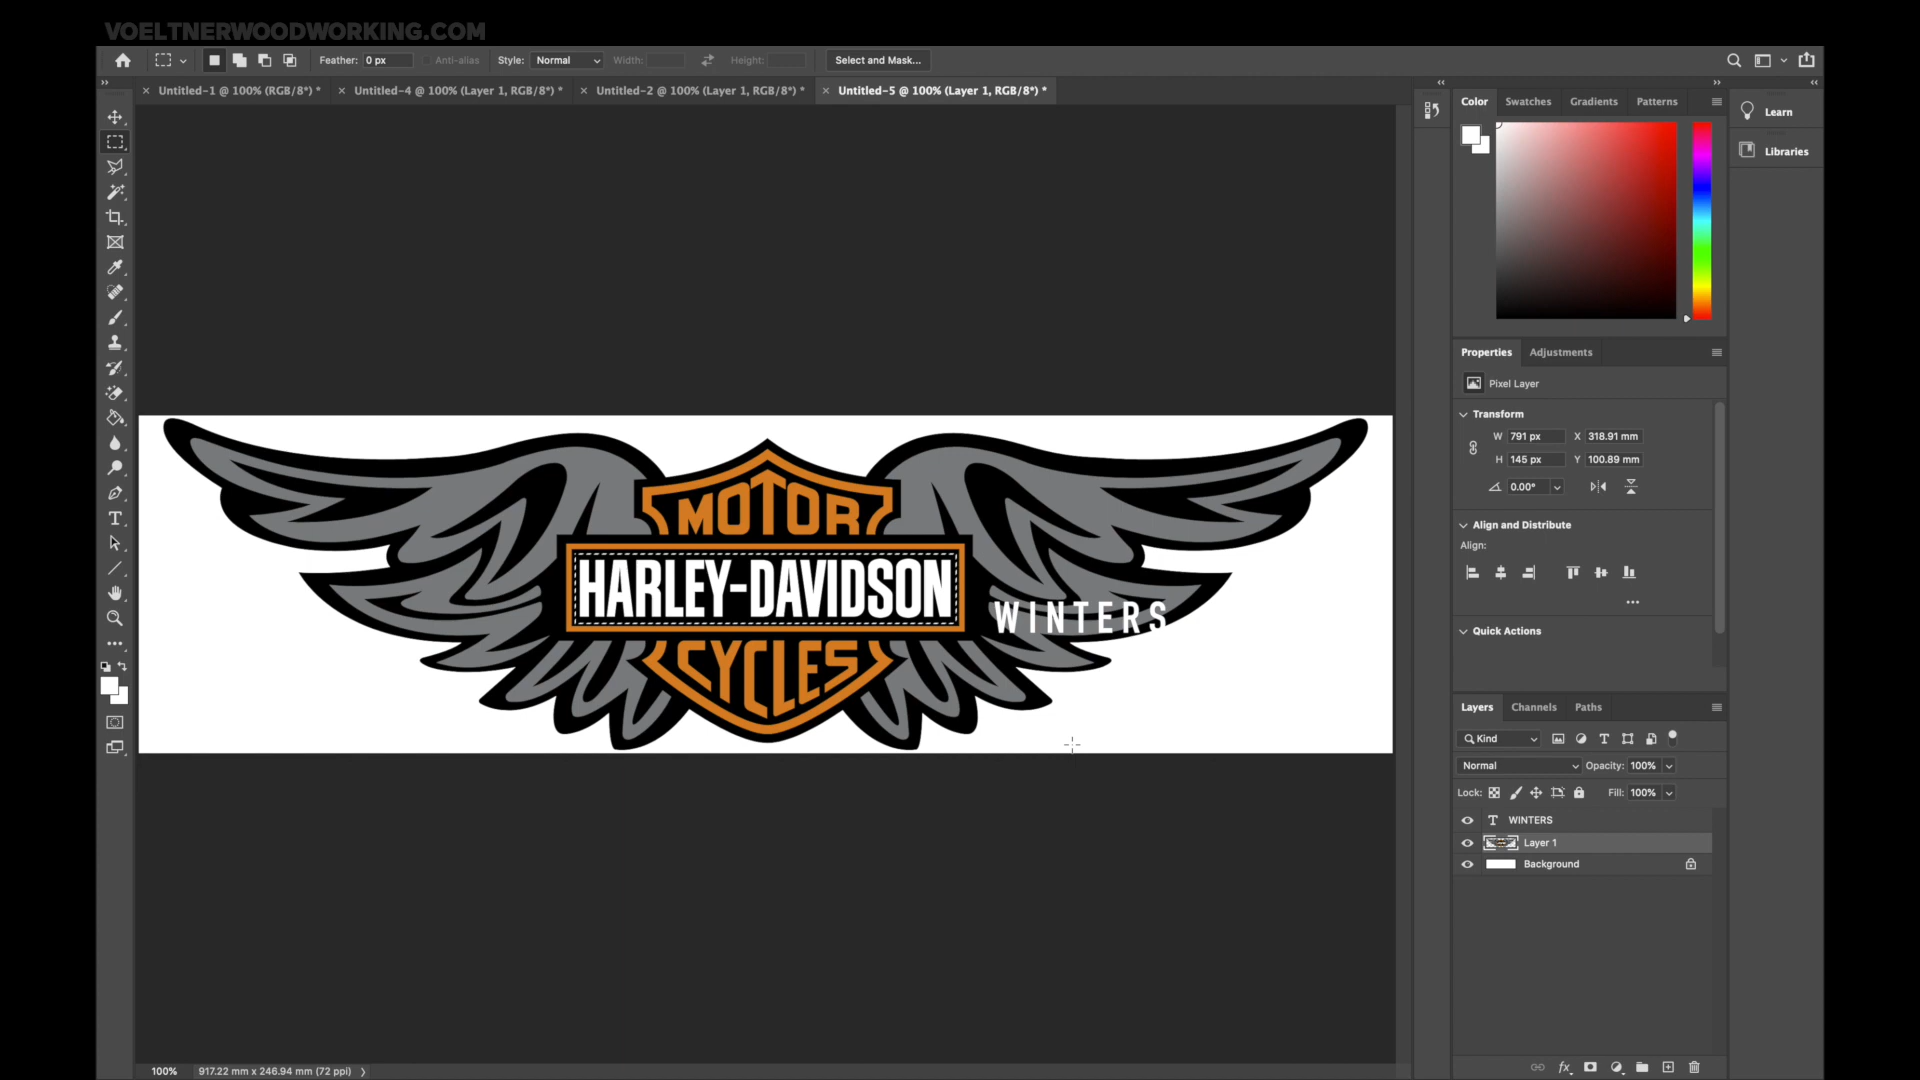 VOELTNERWOODWORKING.COM
Feather: 0 px Anti-alias Style: Normal Width: Height: Select and Mask...
Untitled-1 @ 100% (RGB/8*) * Untitled-4 @ 100% (Layer 1, RGB/8*) * Untitled-2 @ 100% (Layer 1, RGB/8*) * Untitled-5 @ 100% (Layer 1, RGB/8*) *
Color Swatches Gradients Patterns
Learn
Libraries
Properties Adjustments
Pixel Layer
Transform
W 791 px X 318.91 mm
H 145 px Y 100.89 mm
0.00°
Align and Distribute
Align:
Quick Actions
MOTOR
HARLEY-DAVIDSON
WINTERS
CYCLES
Layers Channels Paths
Kind
Normal Opacity: 100%
Lock: Fill: 100%
WINTERS
Layer 1
Background
100% 917.22 mm x 246.94 mm (72 ppi)